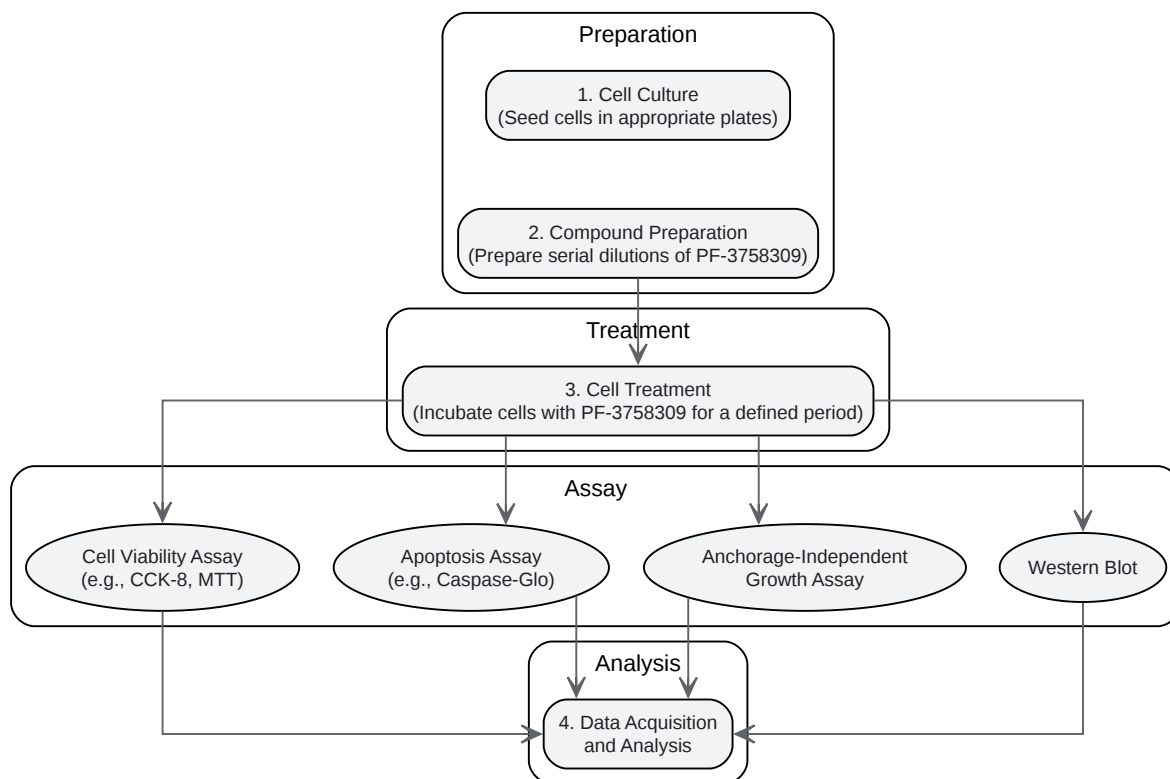 Preparation
1. Cell Culture
(Seed cells in appropriate plates)
2. Compound Preparation
(Prepare serial dilutions of PF-3758309)
Treatment
3. Cell Treatment
(Incubate cells with PF-3758309 for a defined period)
Assay
Cell Viability Assay
(e.g., CCK-8, MTT)
Apoptosis Assay
(e.g., Caspase-Glo)
Anchorage-Independent
Growth Assay
Western Blot
Analysis
4. Data Acquisition
and Analysis